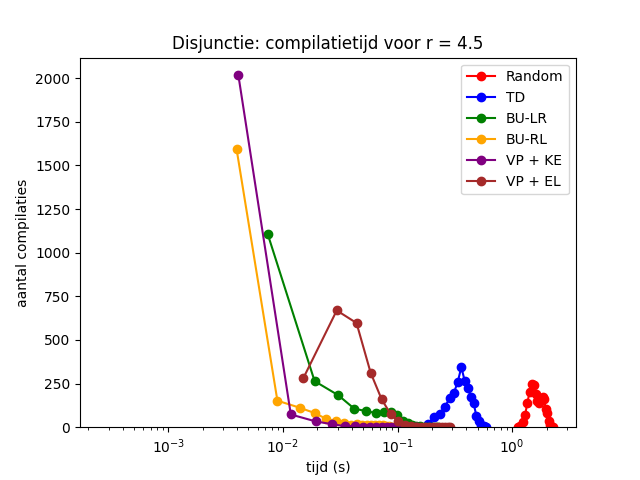 Disjunctie: compilatietijd voor r = 4.5
aantal compilaties
2000
1750
1500
1250
1000
750
500
250
0
Random
TD
BU-LR
BU-RL
VP + KE
VP + EL
10⁻³
10⁻²
10⁻¹
10⁰
tijd (s)